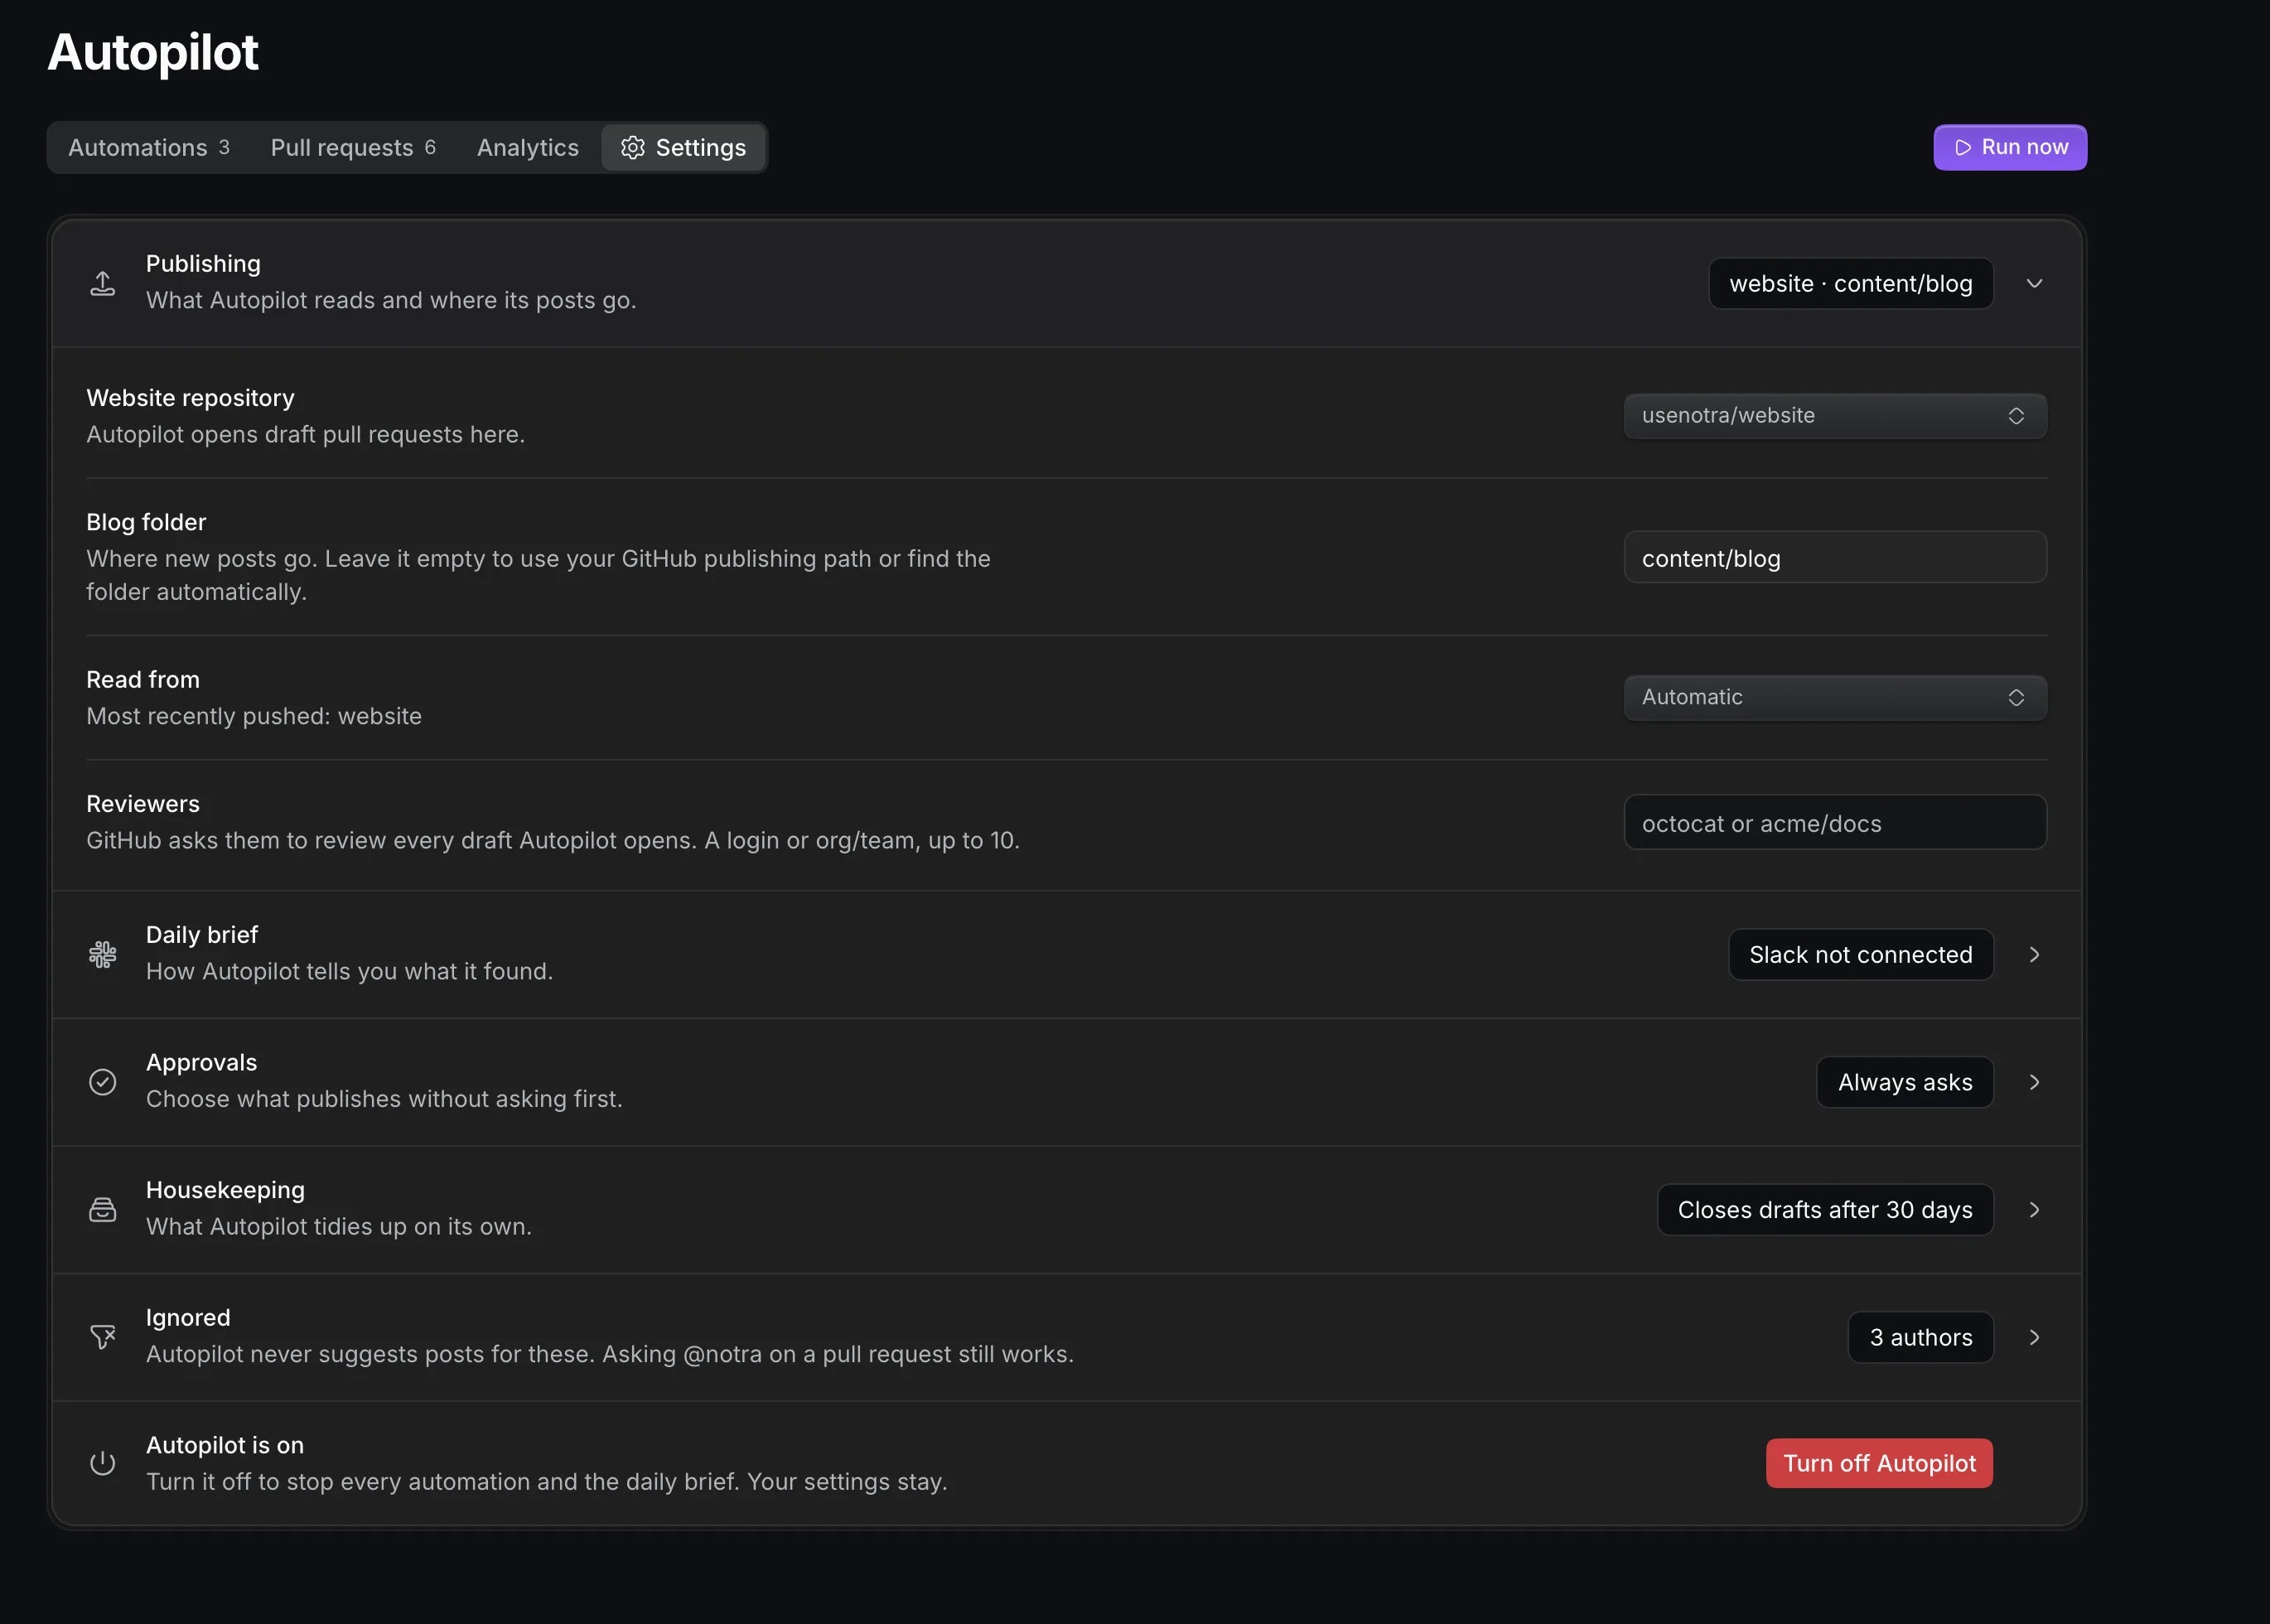 Autopilot
Automations 3
Pull requests 6
Analytics
Settings
Run now
Publishing
What Autopilot reads and where its posts go.
website · content/blog
Website repository
Autopilot opens draft pull requests here.
usenotra/website
Blog folder
Where new posts go. Leave it empty to use your GitHub publishing path or find the
folder automatically.
content/blog
Read from
Most recently pushed: website
Automatic
Reviewers
GitHub asks them to review every draft Autopilot opens. A login or org/team, up to 10.
octocat or acme/docs
Daily brief
How Autopilot tells you what it found.
Slack not connected
Approvals
Choose what publishes without asking first.
Always asks
Housekeeping
What Autopilot tidies up on its own.
Closes drafts after 30 days
Ignored
Autopilot never suggests posts for these. Asking @notra on a pull request still works.
3 authors
Autopilot is on
Turn it off to stop every automation and the daily brief. Your settings stay.
Turn off Autopilot